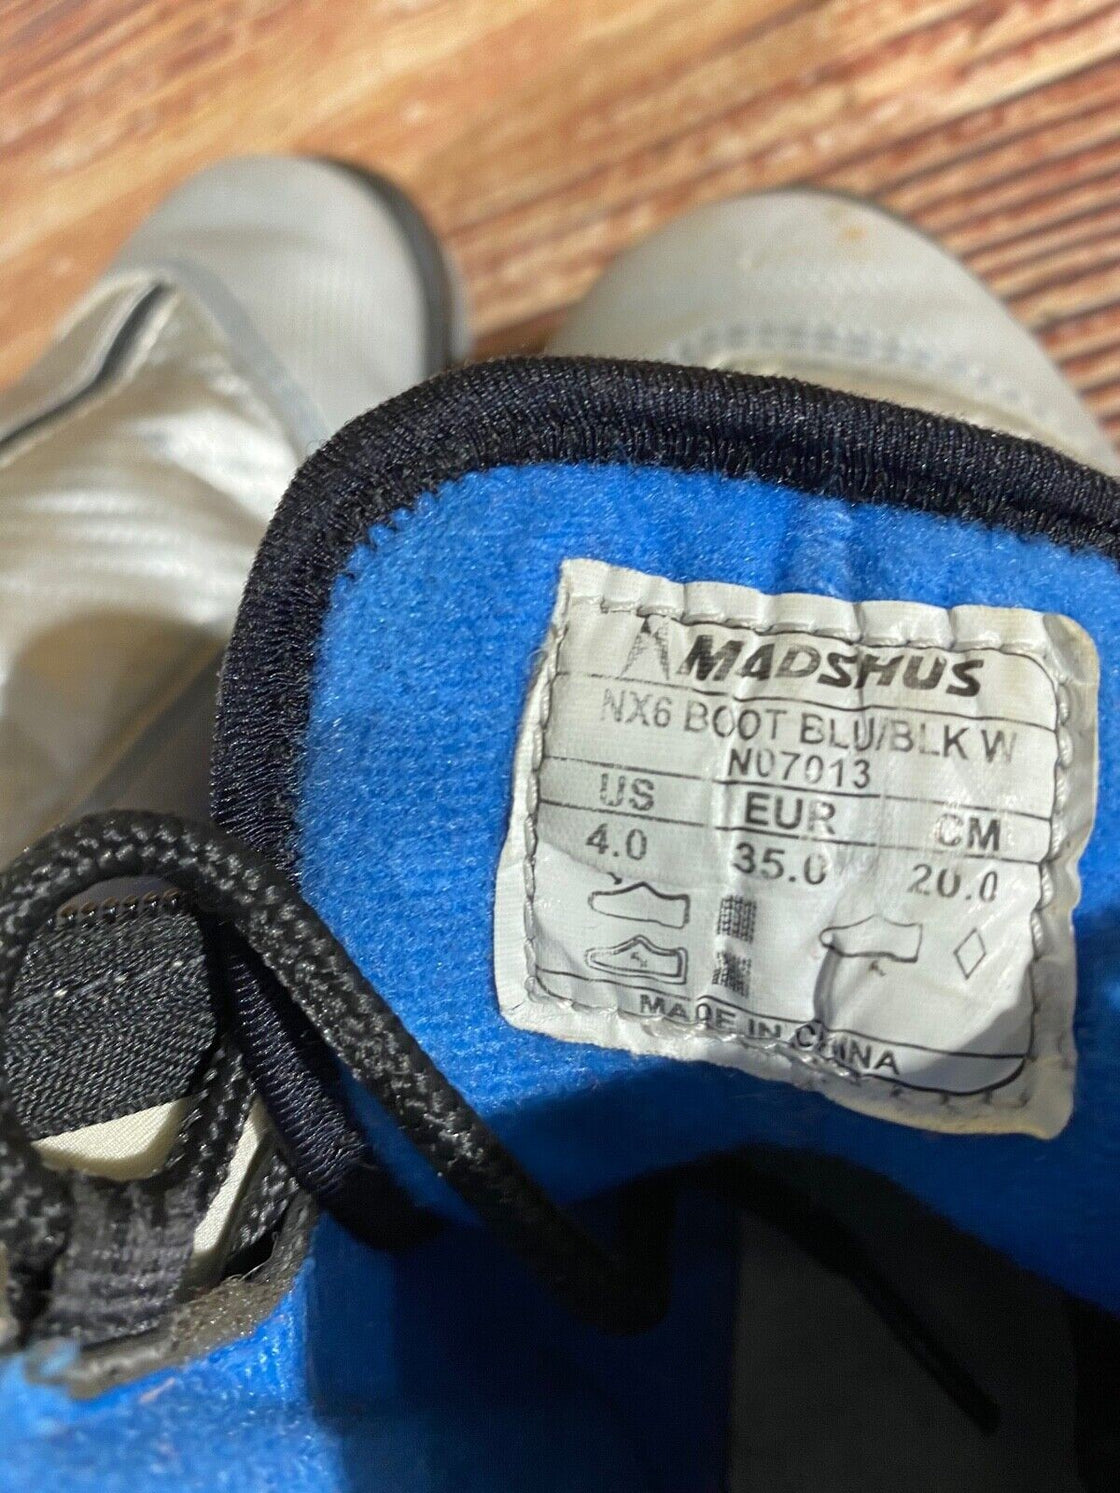 MADSHUS
NX6 BOOT BLU/BLK W
N07013
US EUR CM
4.0 35.0 20.0
MADE IN CHINA